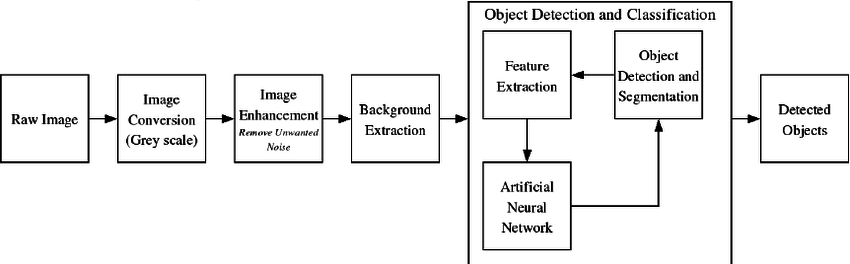 Object Detection and Classification
Raw Image
Image
Conversion
(Grey scale)
Image
Enhancement
Remove Unwanted
Noise
Background
Extraction
Feature
Extraction
Object
Detection and
Segmentation
Artificial
Neural
Network
Detected
Objects